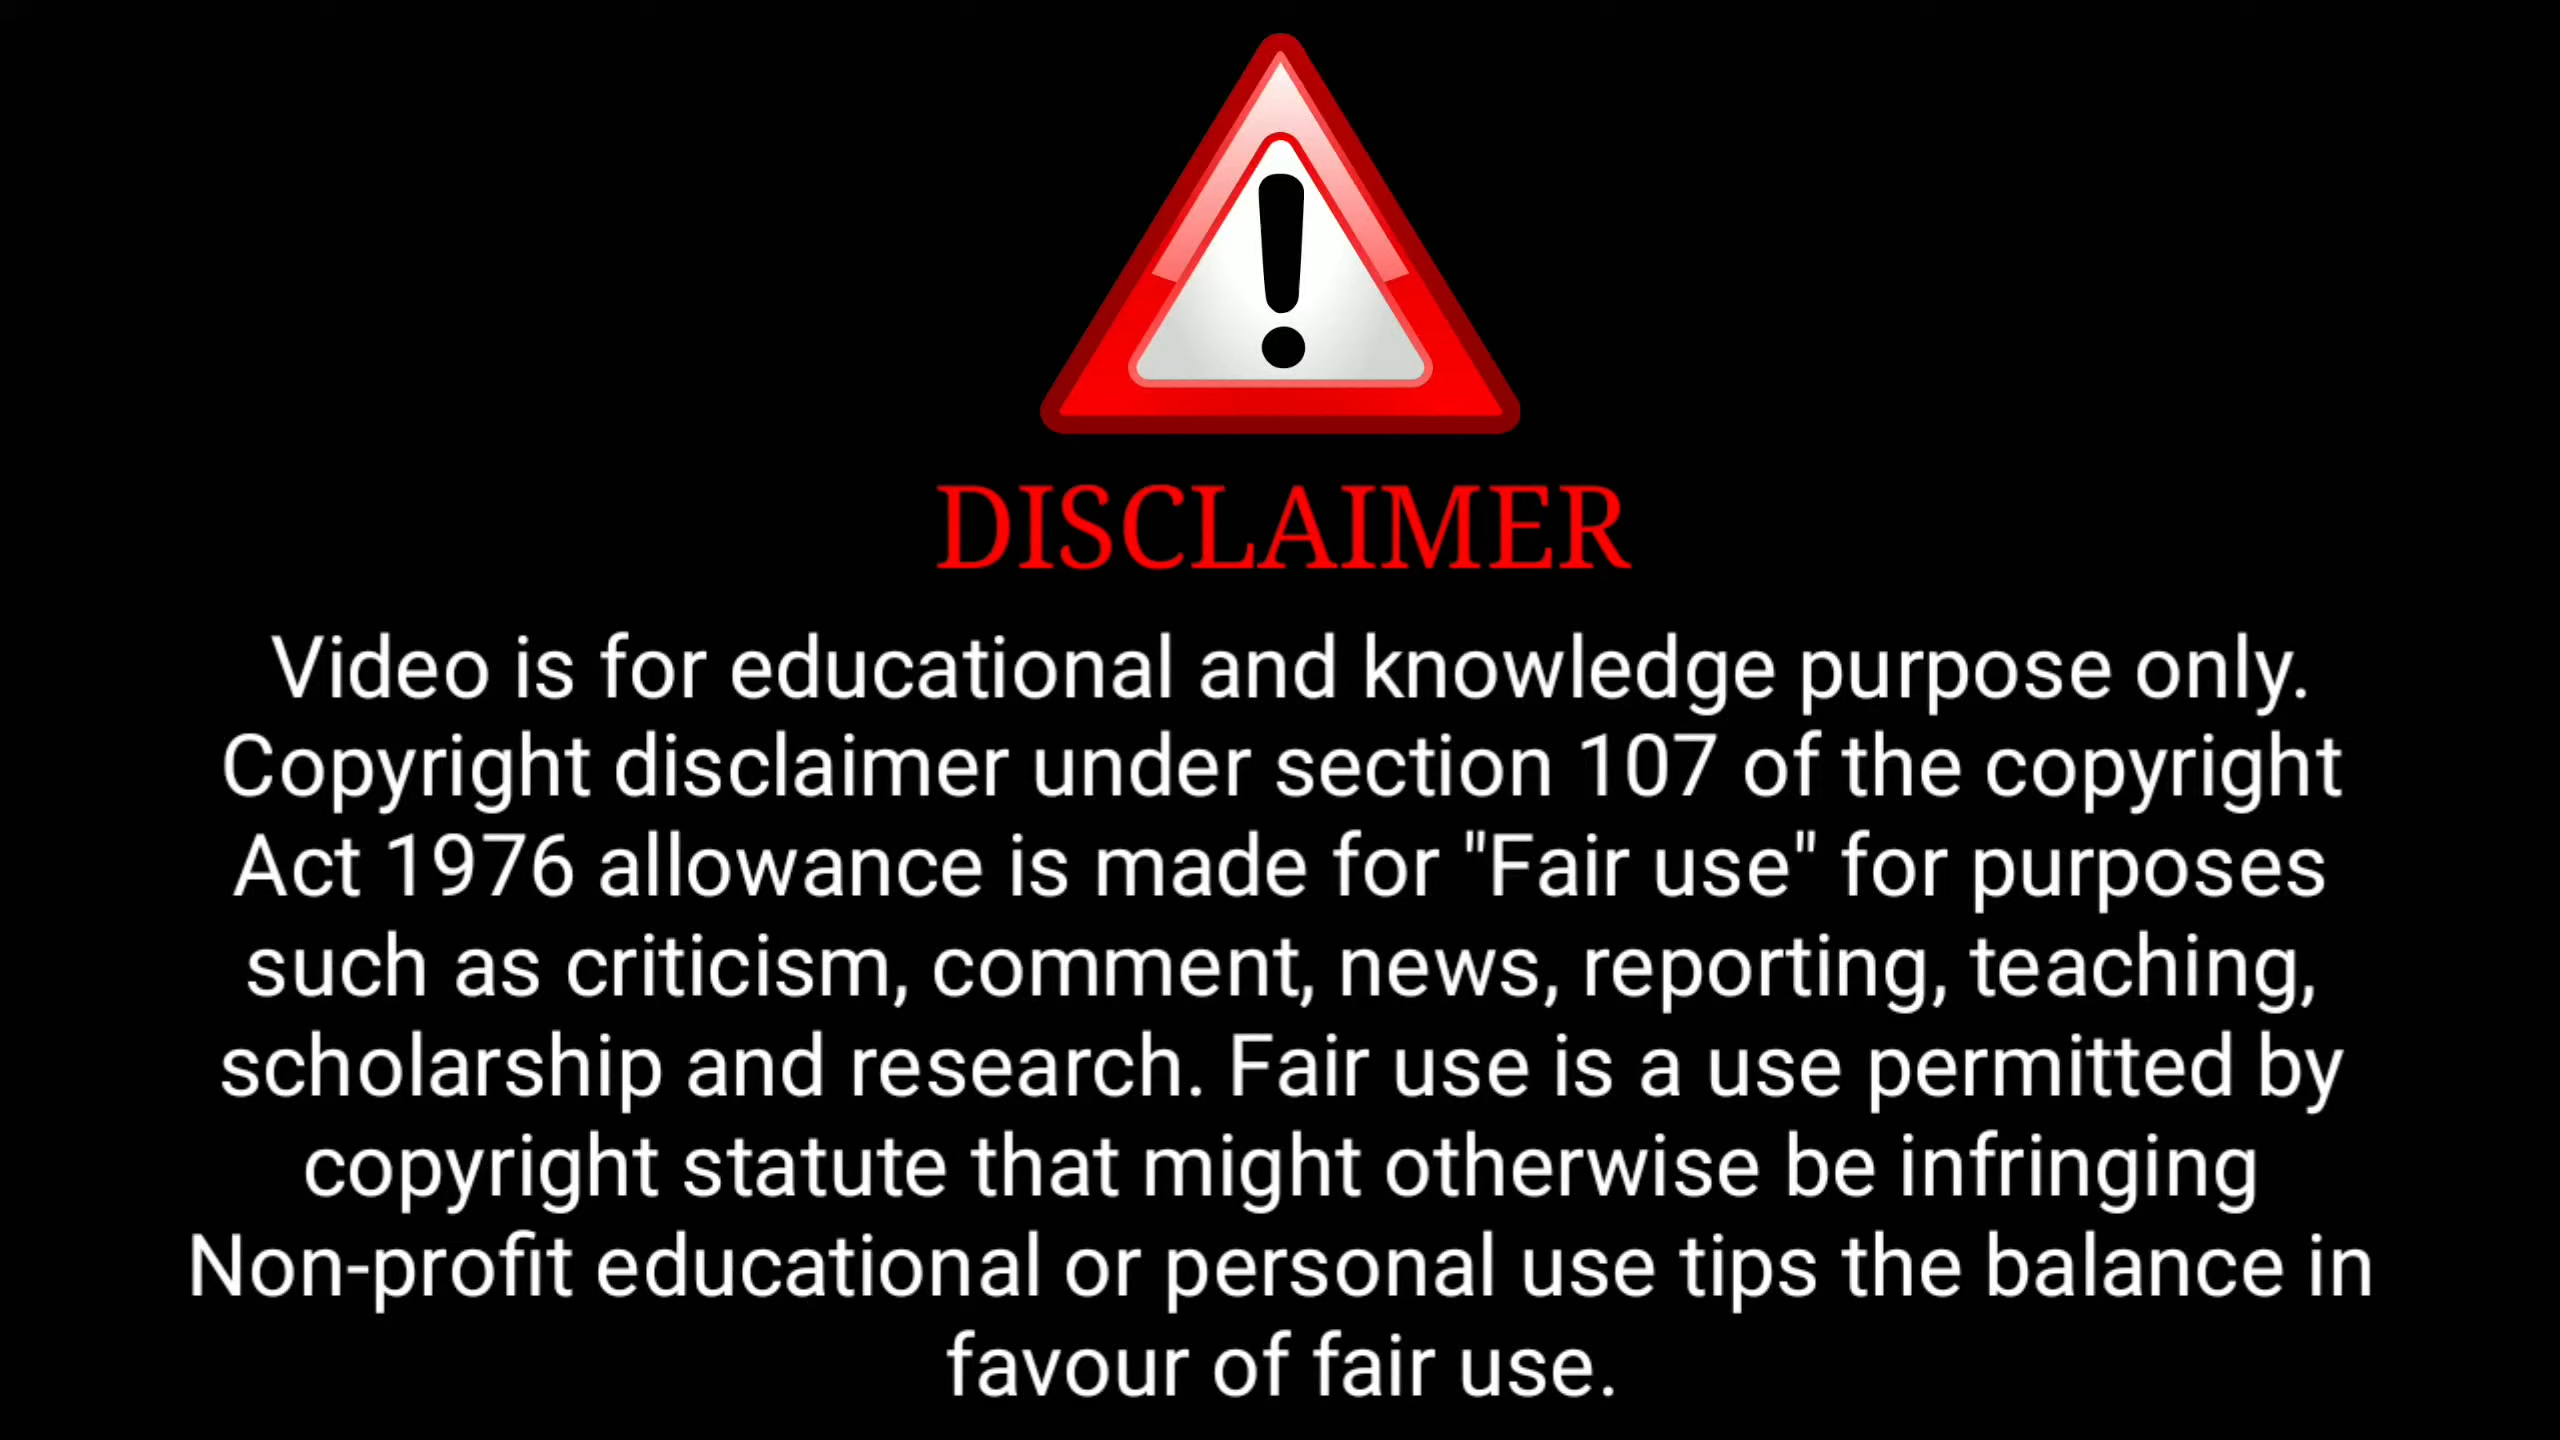 DISCLAIMER
Video is for educational and knowledge purpose only.
Copyright disclaimer under section 107 of the copyright
Act 1976 allowance is made for "Fair use" for purposes
such as criticism, comment, news, reporting, teaching,
scholarship and research. Fair use is a use permitted by
copyright statute that might otherwise be infringing
Non-profit educational or personal use tips the balance in
favour of fair use.